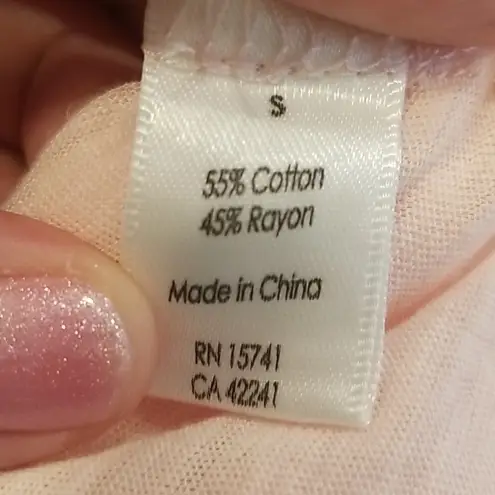 S
55% Cotton
45% Rayon
Made in China
RN 15741
CA 42241